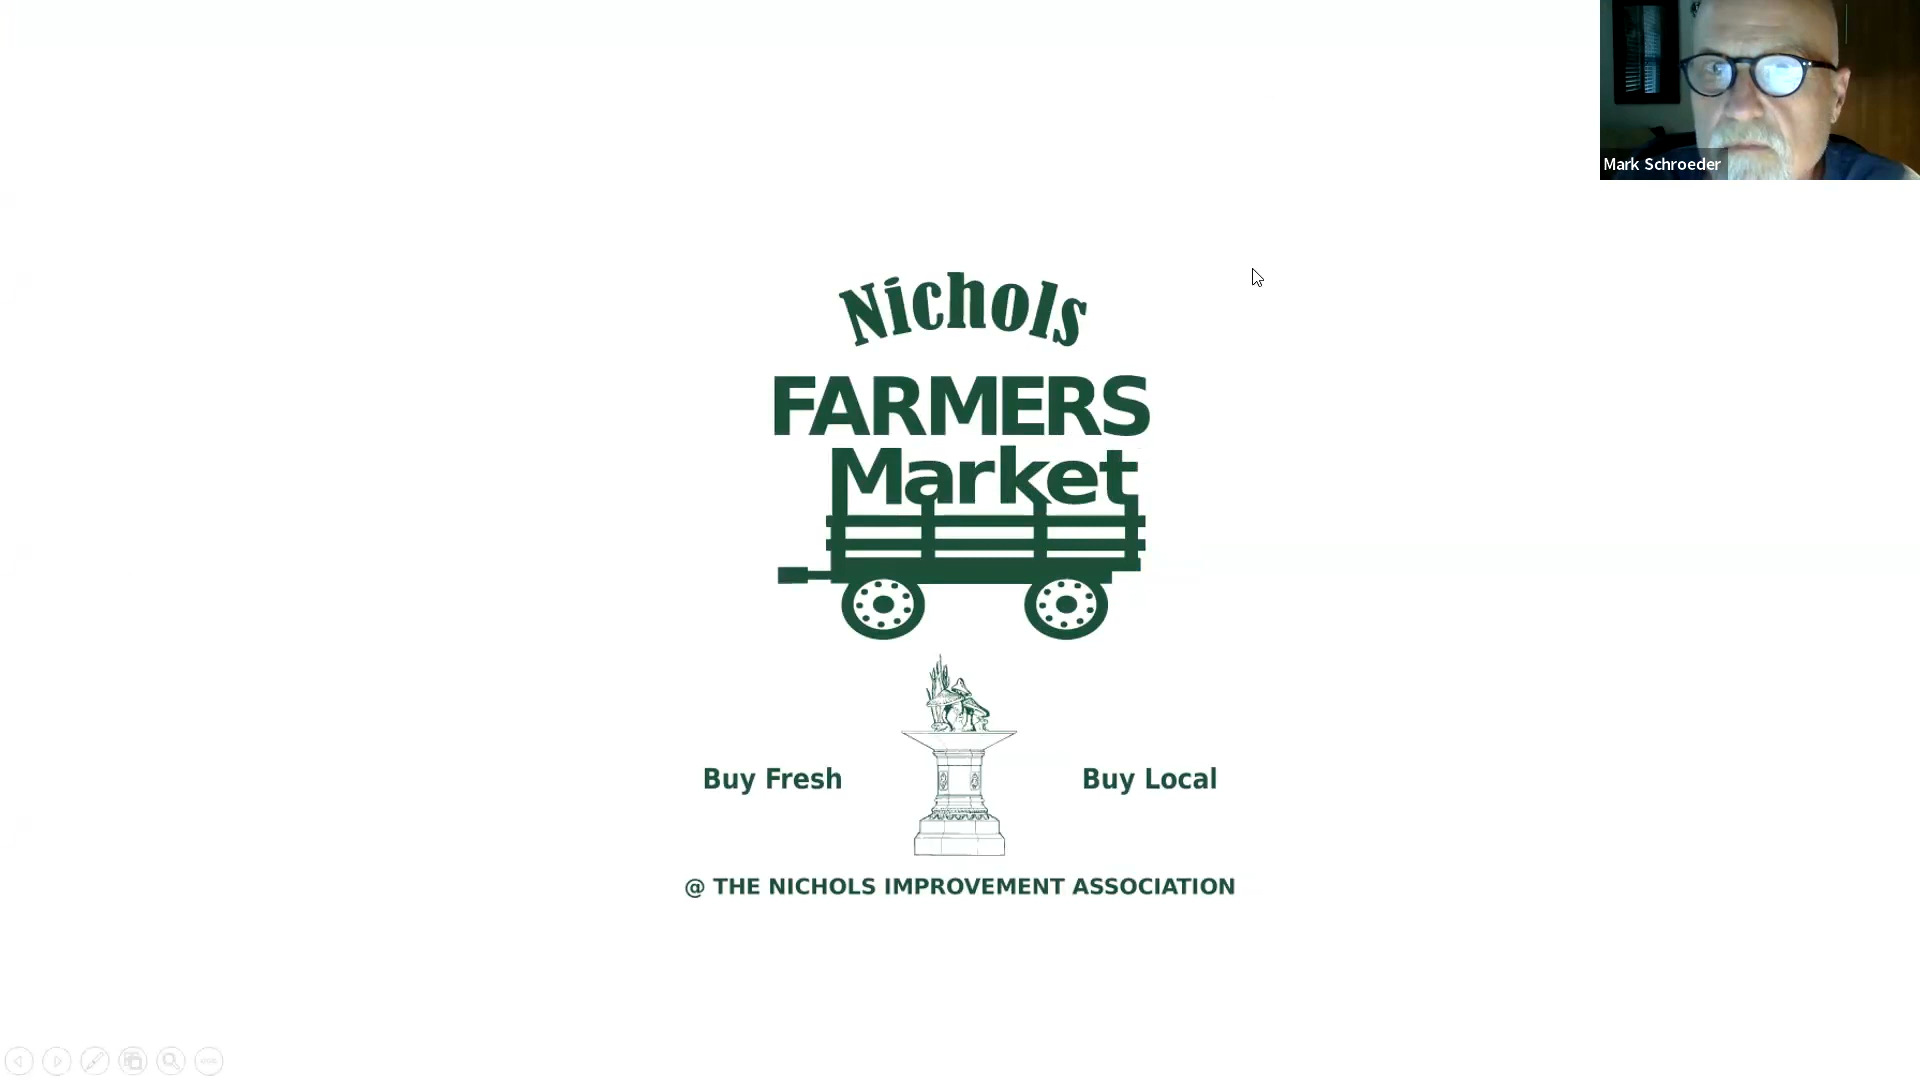 Mark Schroeder
Nichols
FARMERS
Market
Buy Fresh
Buy Local
@ THE NICHOLS IMPROVEMENT ASSOCIATION